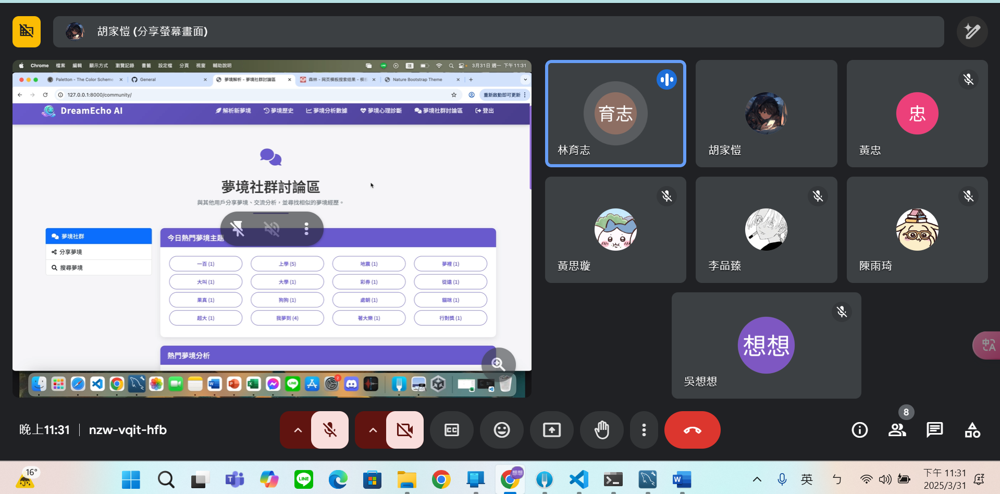 胡家愷 (分享螢幕畫面)
Chrome 檔案 編輯 顯示方式 瀏覽記錄 書籤 設定檔 分頁 視窗 輔助說明
3月31日 週一 下午11:31
Paletton - The Color Scheme
General
夢境解析 - 夢境社群討論區
森林 - 网页模板搜索结果 - 模板
Nature Bootstrap Theme
127.0.0.1:8000/community/
重新啟動即可更新
DreamEcho AI
解析新夢境
夢境歷史
夢境分析數據
夢境心理診斷
夢境社群討論區
登出
夢境社群討論區
與其他用戶分享夢境、交流分析，並尋找相似的夢境經歷。
夢境社群
分享夢境
搜尋夢境
今日熱門夢境主題
一百 (1)
上學 (5)
地震 (1)
夢裡 (1)
大叫 (1)
大學 (1)
彩券 (1)
從遠 (1)
果真 (1)
狗狗 (1)
處朝 (1)
貓咪 (1)
超大 (1)
我夢到 (4)
著大樂 (1)
行對獎 (1)
熱門夢境分析
育志
林育志
胡家愷
忠
黃忠
黃思璇
李品臻
陳雨琦
想想
吳想想
晚上11:31
nzw-vqit-hfb
8
16°
英
ㄣ
下午 11:31
2025/3/31